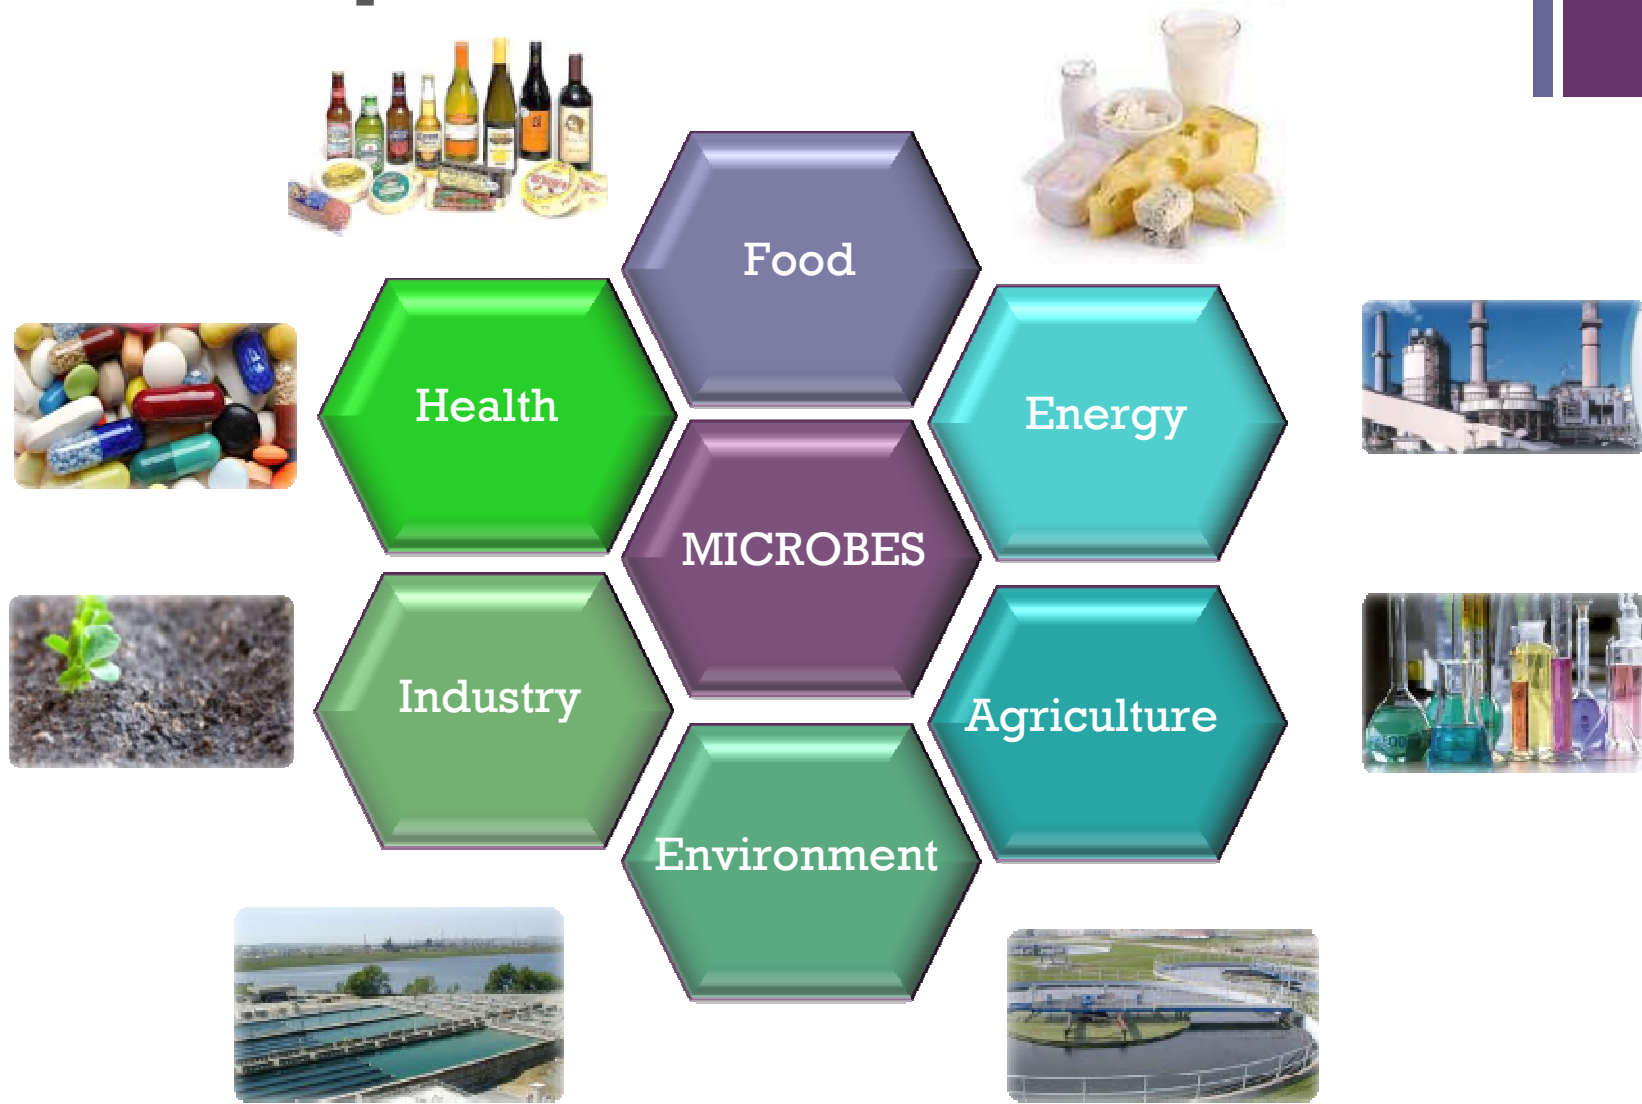 Food
Health
Energy
MICROBES
Industry
Agriculture
Environment